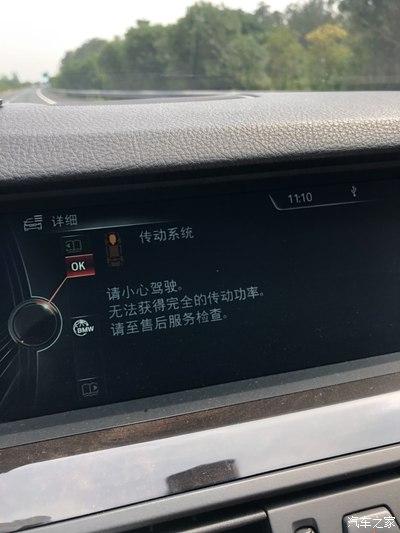 11:10
详细
传动系统
OK
请小心驾驶。
无法获得完全的传动功率。
BMW
请至售后服务检查。
汽车之家